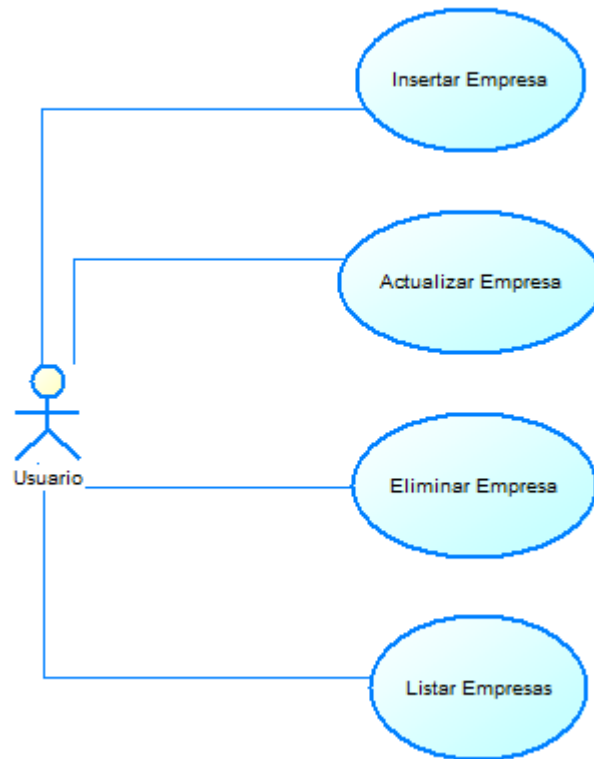 Insertar Empresa
Actualizar Empresa
Usuario
Eliminar Empresa
Listar Empresas